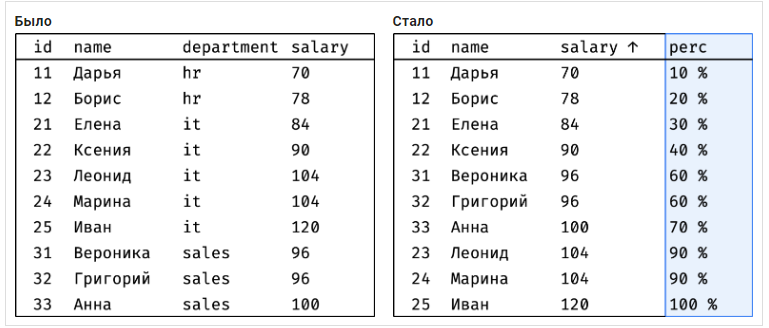 Было
id name department salary
11 Дарья hr 70
12 Борис hr 78
21 Елена it 84
22 Ксения it 90
23 Леонид it 104
24 Марина it 104
25 Иван it 120
31 Вероника sales 96
32 Григорий sales 96
33 Анна sales 100
Стало
id name salary ↑ perc
11 Дарья 70 10 %
12 Борис 78 20 %
21 Елена 84 30 %
22 Ксения 90 40 %
31 Вероника 96 60 %
32 Григорий 96 60 %
33 Анна 100 70 %
23 Леонид 104 90 %
24 Марина 104 90 %
25 Иван 120 100 %